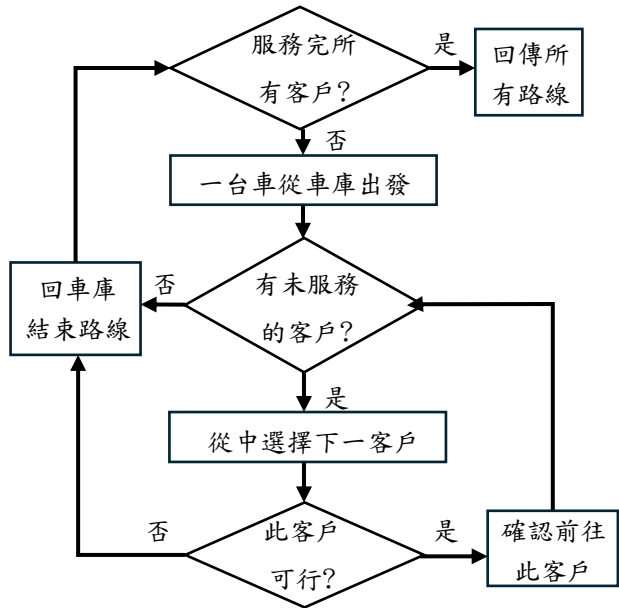 服務完所
有客戶？
是
回傳所
有路線
否
一台車從車庫出發
有未服務
的客戶？
否
回車庫
結束路線
是
從中選擇下一客戶
此客戶
可行？
否
是
確認前往
此客戶